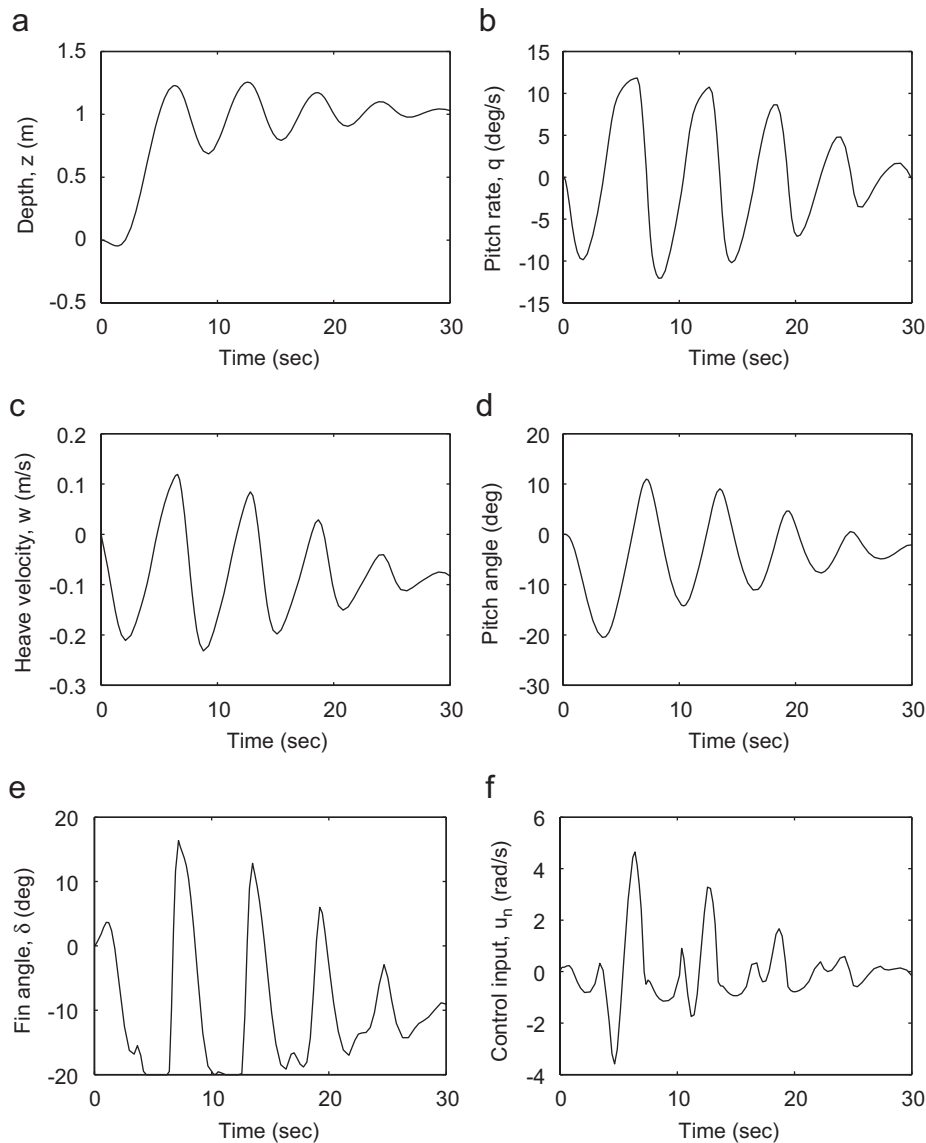 a
1.5
1
0.5
0
-0.5
Depth, z (m)
0 10 20 30
Time (sec)
b
15
10
5
0
-5
-10
-15
Pitch rate, q (deg/s)
0 10 20 30
Time (sec)
c
0.2
0.1
0
-0.1
-0.2
-0.3
Heave velocity, w (m/s)
0 10 20 30
Time (sec)
d
20
10
0
-10
-20
-30
Pitch angle (deg)
0 10 20 30
Time (sec)
e
20
10
0
-10
-20
Fin angle, δ (deg)
0 10 20 30
Time (sec)
f
6
4
2
0
-2
-4
Control input, uₙ (rad/s)
0 10 20 30
Time (sec)